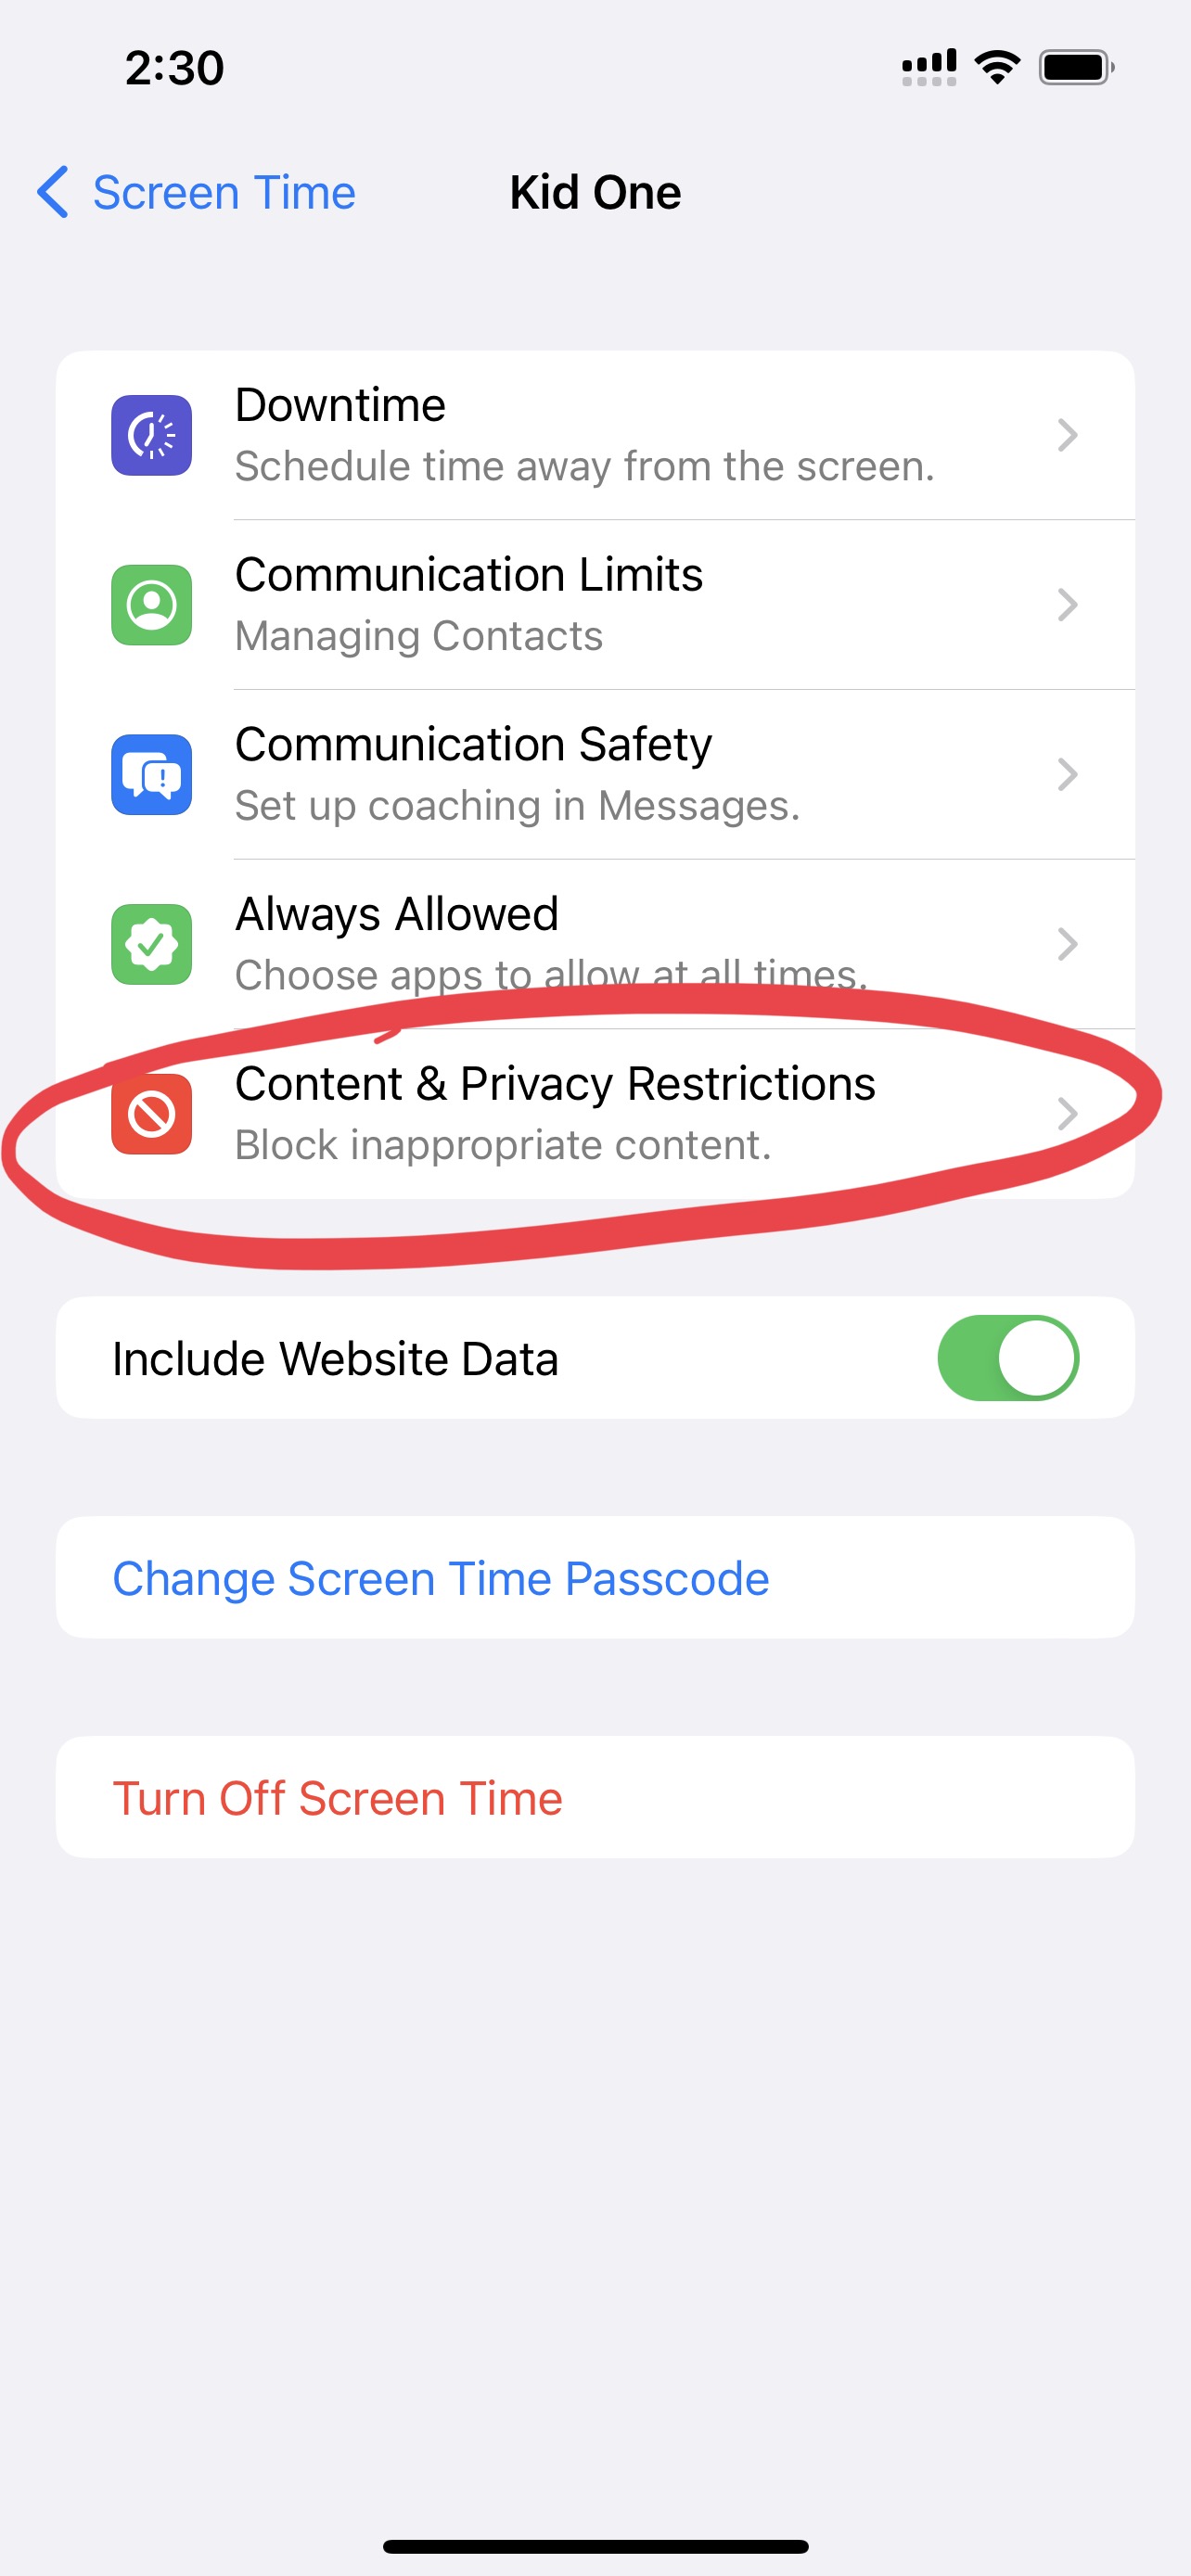 2:30
Screen Time
Kid One
Downtime
Schedule time away from the screen.
Communication Limits
Managing Contacts
Communication Safety
Set up coaching in Messages.
Always Allowed
Choose apps to allow at all times.
Content & Privacy Restrictions
Block inappropriate content.
Include Website Data
Change Screen Time Passcode
Turn Off Screen Time